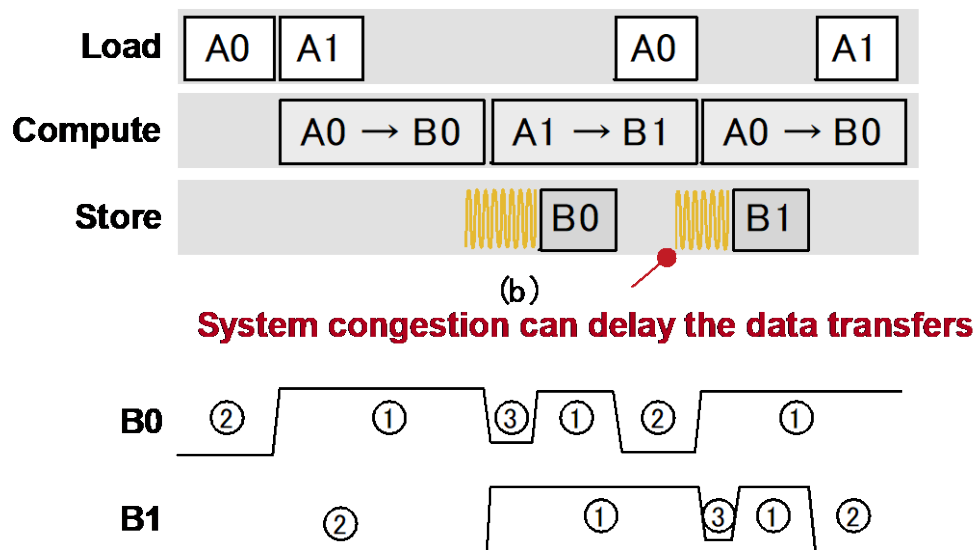 Load A0 A1 A0 A1
Compute A0 → B0 A1 → B1 A0 → B0
Store B0 B1
(b)
System congestion can delay the data transfers
B0 ② ① ③ ① ② ①
B1 ② ① ③ ① ②